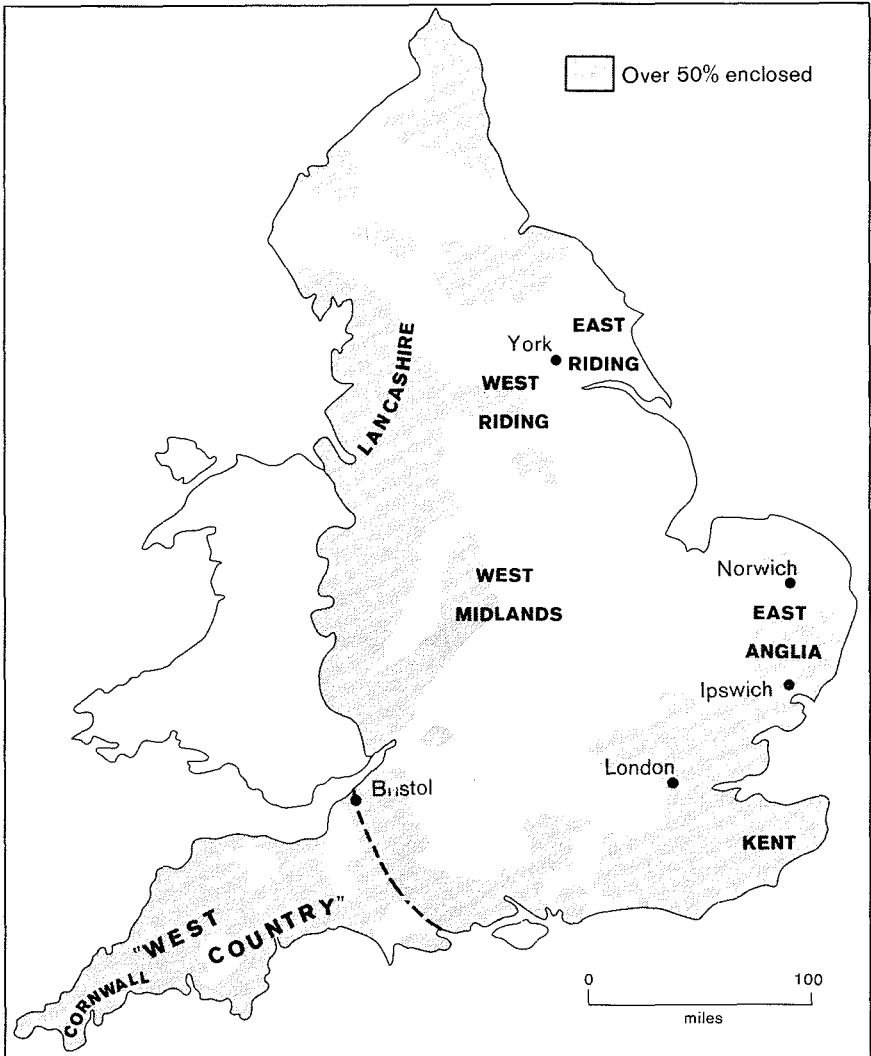 Over 50% enclosed
LANCASHIRE
York
EAST
RIDING
WEST
RIDING
WEST
MIDLANDS
Norwich
EAST
ANGLIA
Ipswich
London
Bristol
KENT
"WEST
COUNTRY"
CORNWALL
0 100
miles